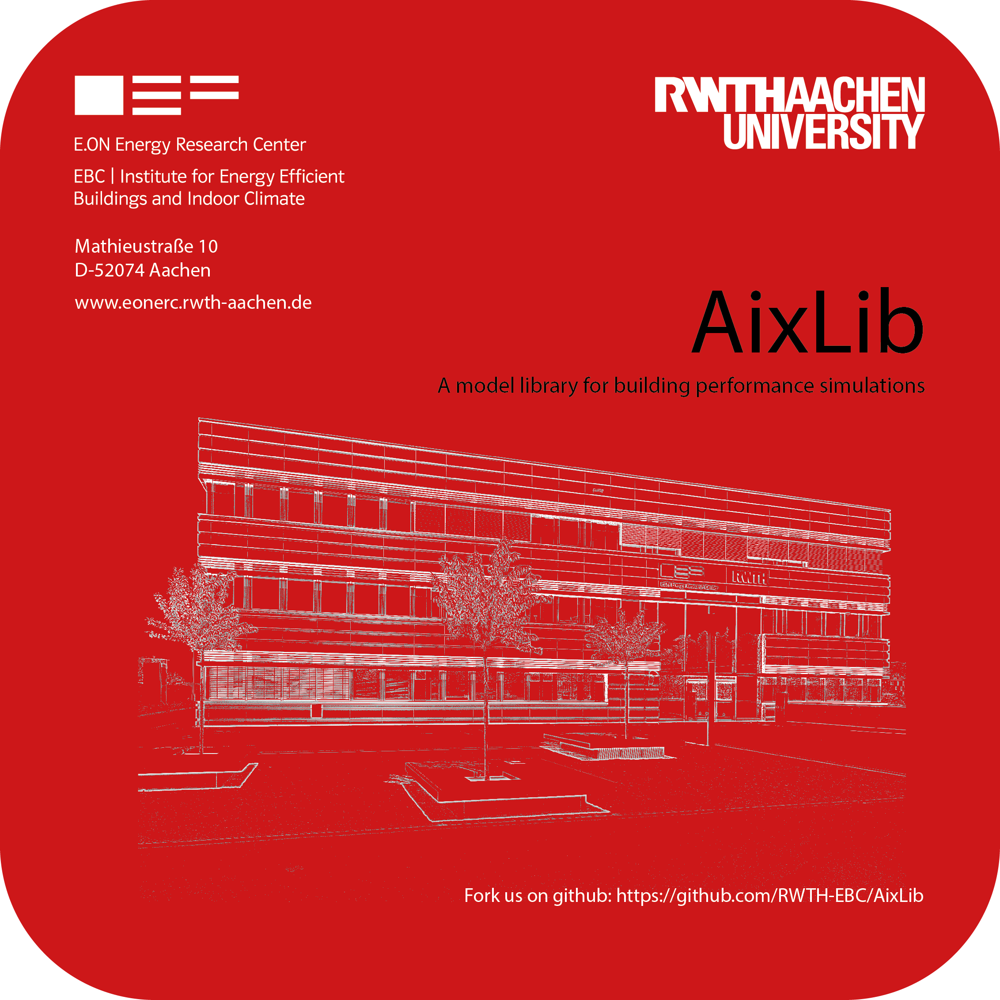 RWTHAACHEN
UNIVERSITY
E.ON Energy Research Center
EBC | Institute for Energy Efficient
Buildings and Indoor Climate
Mathieustraße 10
D-52074 Aachen
www.eonerc.rwth-aachen.de
AixLib
A model library for building performance simulations
RWTH
E.ON Energy Research Center
Fork us on github: https://github.com/RWTH-EBC/AixLib